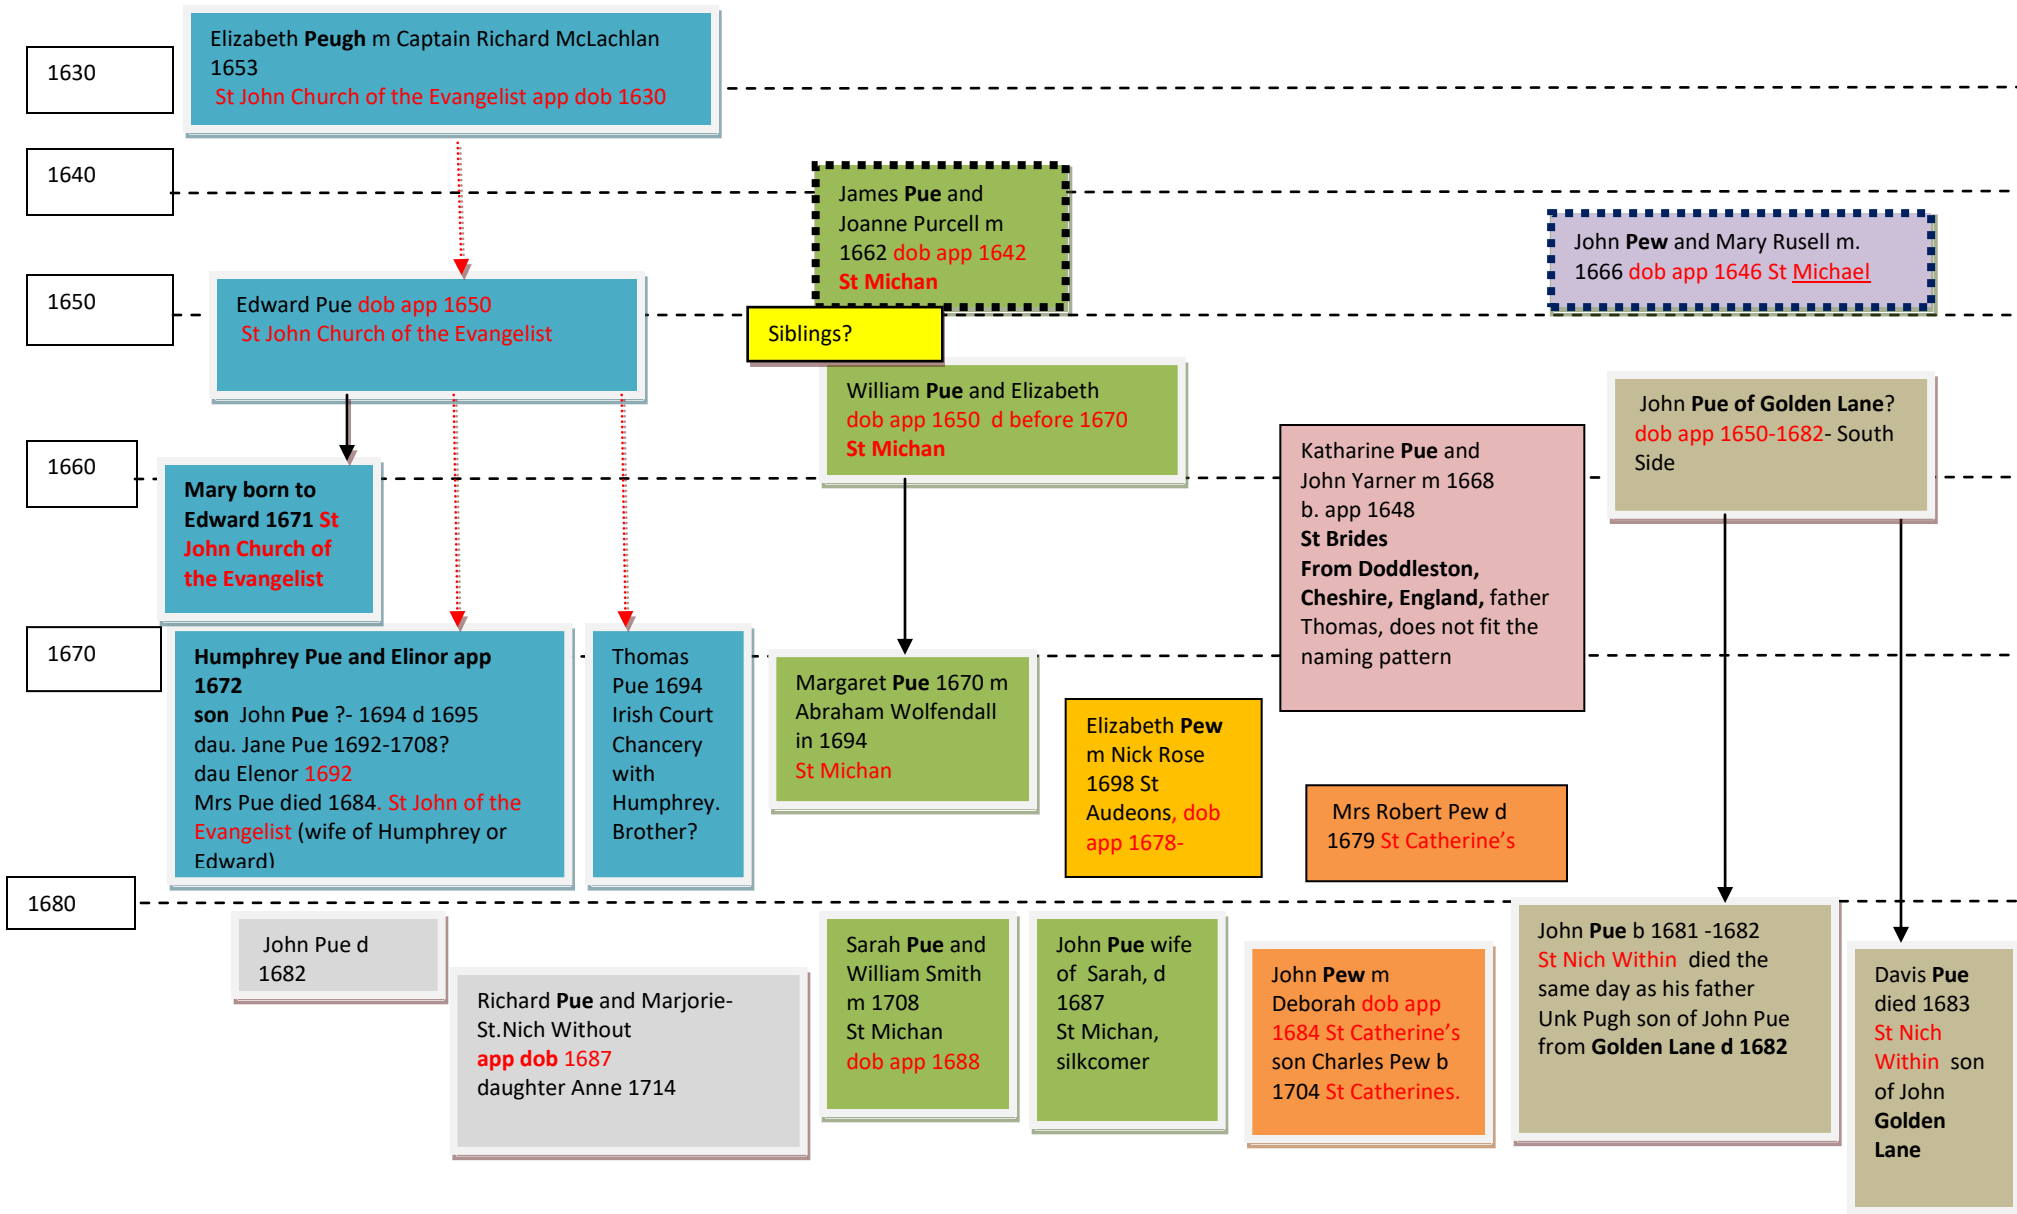 1630
Elizabeth Peugh m Captain Richard McLachlan
1653
St John Church of the Evangelist app dob 1630
1640
James Pue and
Joanne Purcell m
1662 dob app 1642
St Michan
John Pew and Mary Rusell m.
1666 dob app 1646 St Michael
1650
Edward Pue dob app 1650
St John Church of the Evangelist
Siblings?
William Pue and Elizabeth
dob app 1650 d before 1670
St Michan
John Pue of Golden Lane?
dob app 1650-1682- South
Side
1660
Mary born to
Edward 1671 St
John Church of
the Evangelist
Katharine Pue and
John Yarner m 1668
b. app 1648
St Brides
From Doddleston,
Cheshire, England, father
Thomas, does not fit the
naming pattern
1670
Humphrey Pue and Elinor app
1672
son John Pue ?- 1694 d 1695
dau. Jane Pue 1692-1708?
dau Elenor 1692
Mrs Pue died 1684. St John of the
Evangelist (wife of Humphrey or
Edward)
Thomas
Pue 1694
Irish Court
Chancery
with
Humphrey.
Brother?
Margaret Pue 1670 m
Abraham Wolfendall
in 1694
St Michan
Elizabeth Pew
m Nick Rose
1698 St
Audeons, dob
app 1678-
Mrs Robert Pew d
1679 St Catherine's
1680
John Pue d
1682
Richard Pue and Marjorie-
St.Nich Without
app dob 1687
daughter Anne 1714
Sarah Pue and
William Smith
m 1708
St Michan
dob app 1688
John Pue wife
of Sarah, d
1687
St Michan,
silkcomer
John Pew m
Deborah dob app
1684 St Catherine's
son Charles Pew b
1704 St Catherines.
John Pue b 1681 -1682
St Nich Within died the
same day as his father
Unk Pugh son of John Pue
from Golden Lane d 1682
Davis Pue
died 1683
St Nich
Within son
of John
Golden
Lane